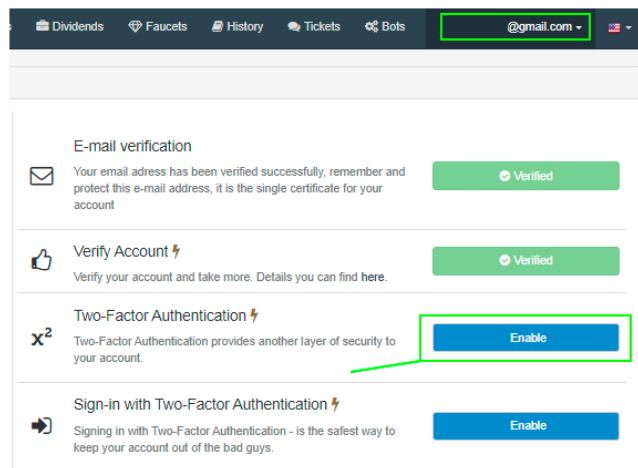 Dividends Faucets History Tickets Bots @gmail.com
E-mail verification
Your email adress has been verified successfully, remember and
protect this e-mail address, it is the single certificate for your
account
Verified
Verify Account
Verify your account and take more. Details you can find here.
Verified
Two-Factor Authentication
Two-Factor Authentication provides another layer of security to
your account.
Enable
x²
Sign-in with Two-Factor Authentication
Signing in with Two-Factor Authentication - is the safest way to
keep your account out of the bad guys.
Enable